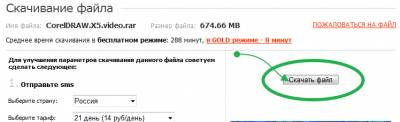 Скачивание файла
Имя файла: CorelDRAW.X5.video.rar Размер файла: 674.66 MB ПОЖАЛОВАТЬСЯ НА ФАЙЛ
Среднее время скачивания в бесплатном режиме: 288 минут, в GOLD режиме - 8 минут
Для улучшения параметров скачивания данного файла советуем
сделать следующее:
Скачать файл
1. Отправьте sms
Выберите страну: Россия
Выберите тариф: 21 день (14 руб/день)